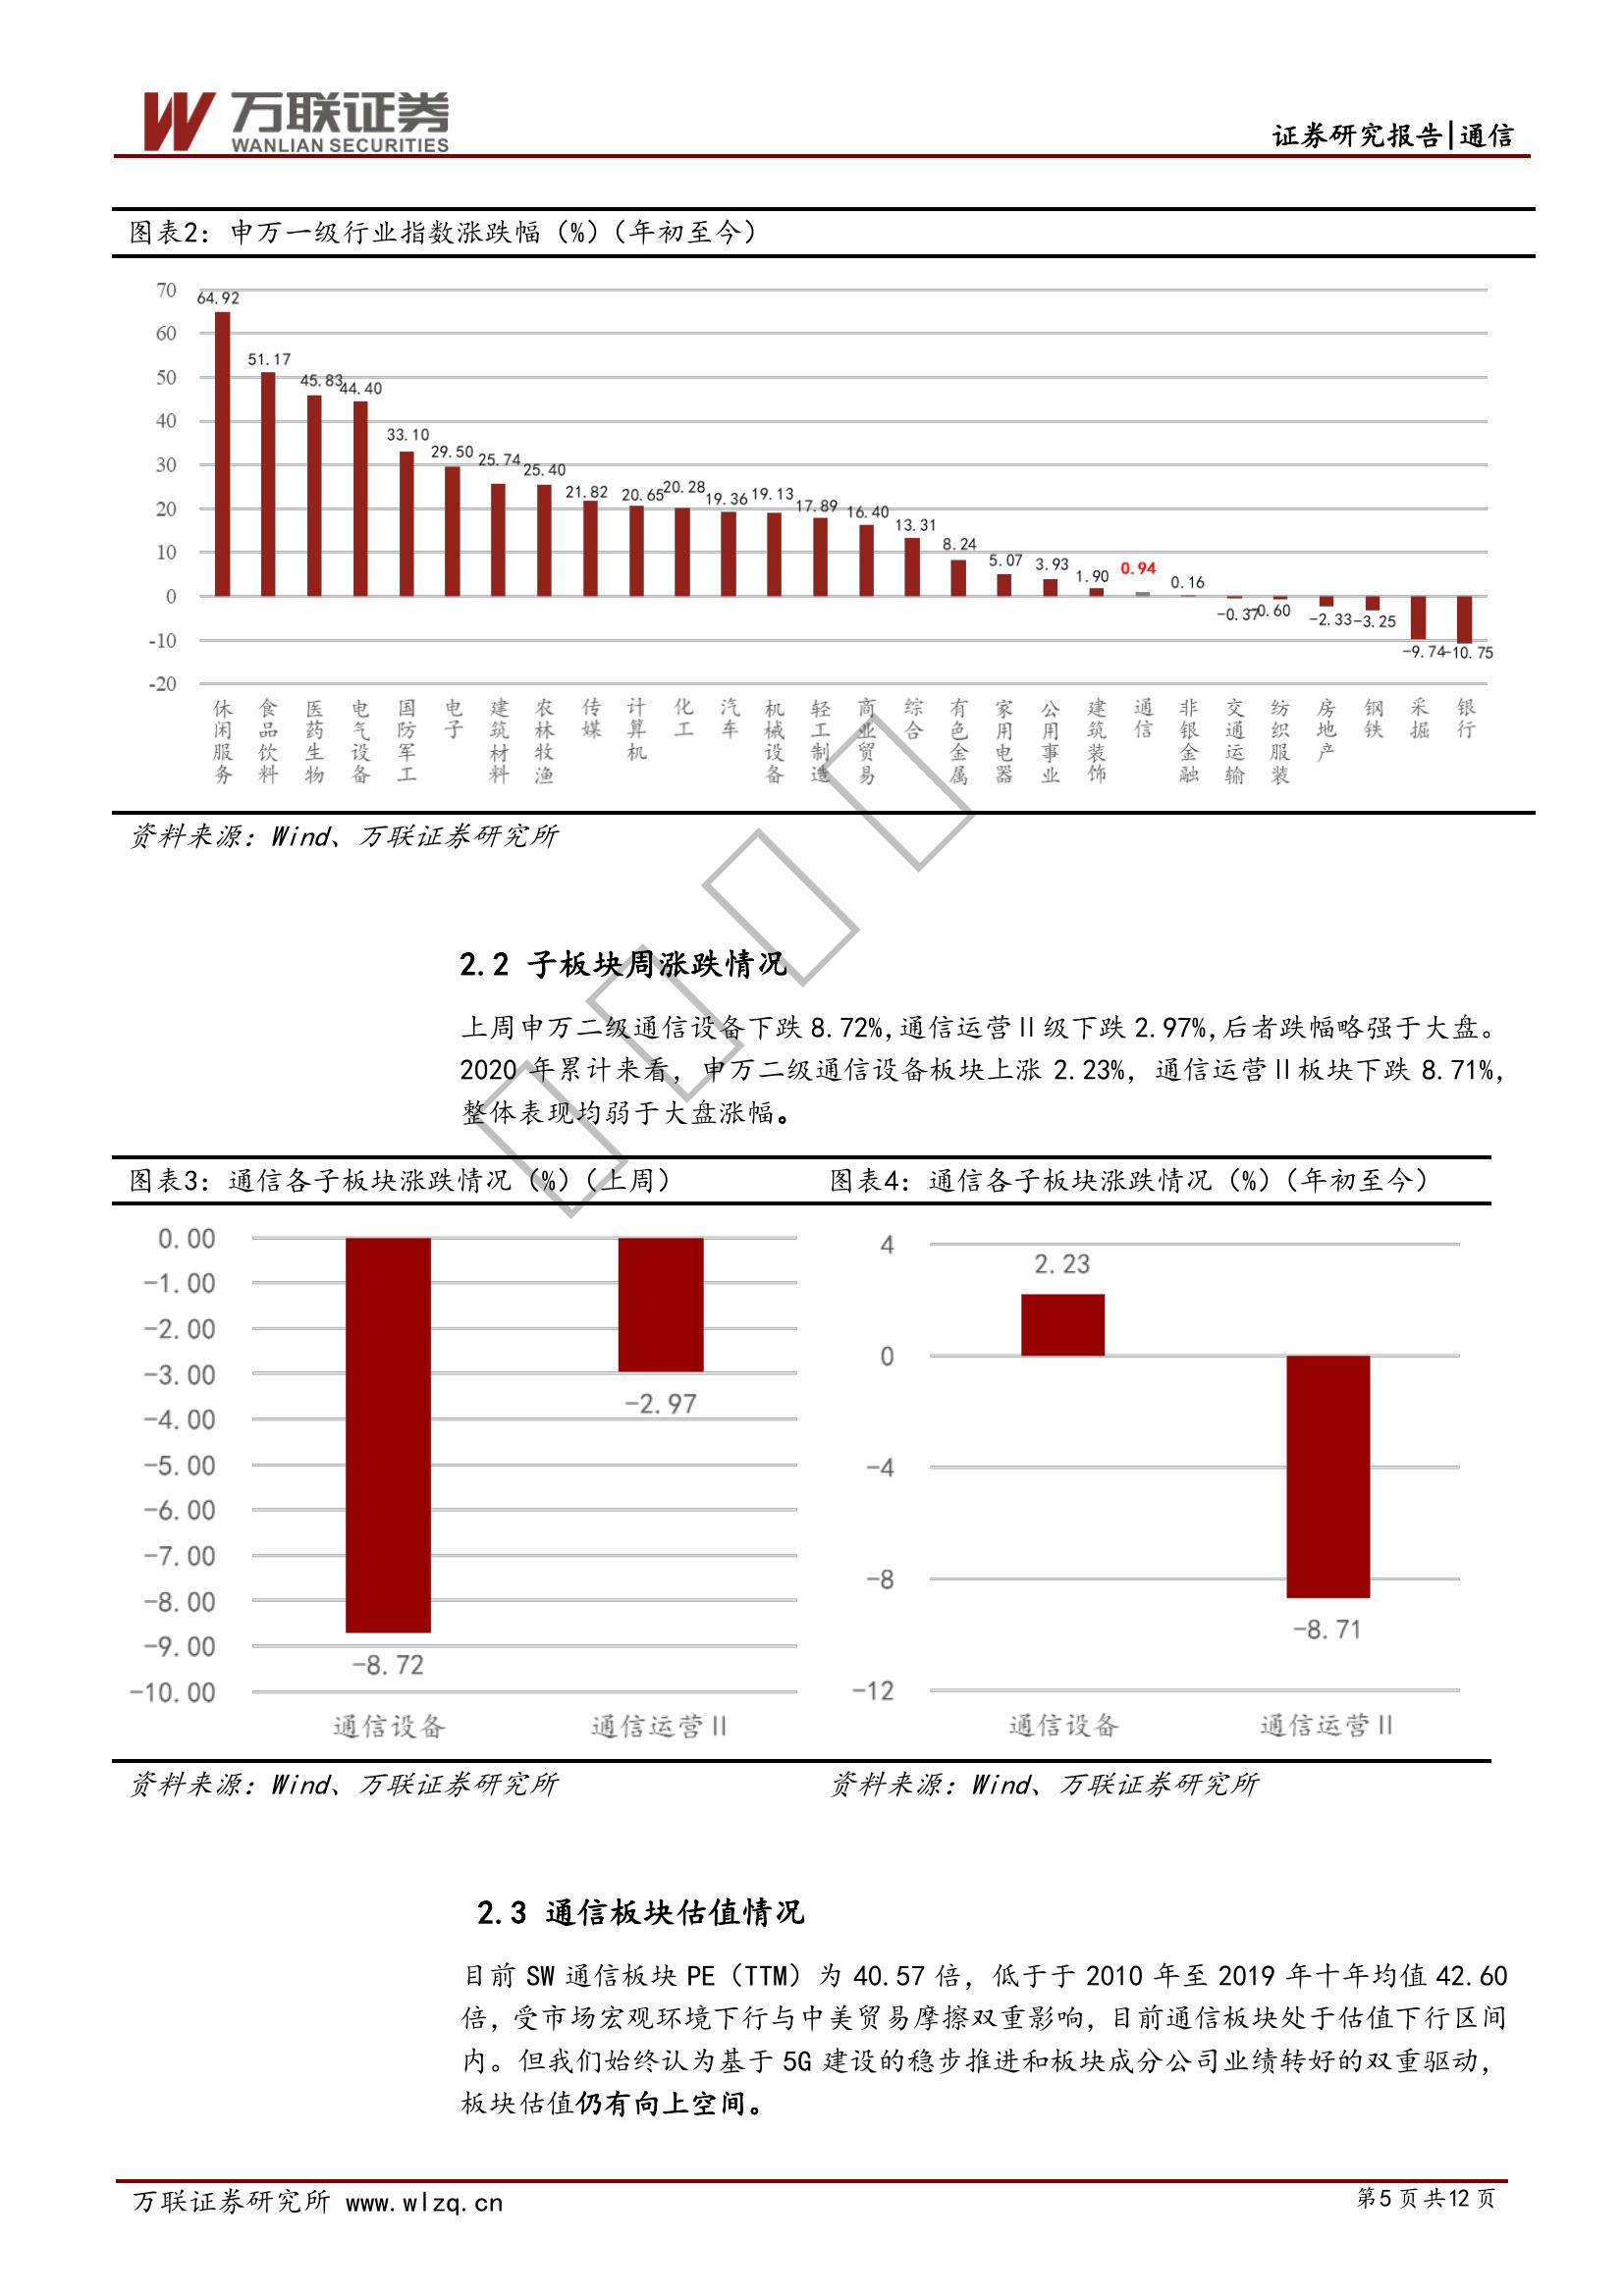 万联证券
WANLIAN SECURITIES
证券研究报告|通信
图表2：申万一级行业指数涨跌幅（%）（年初至今）
70
60
50
40
30
20
10
0
-10
-20
64.92
51.17
45.83
44.40
33.10
29.50
25.74
25.40
21.82
20.65
20.28
19.36
19.13
17.89
16.40
13.31
8.24
5.07
3.93
1.90
0.94
0.16
-0.37
-0.60
-2.33
-3.25
-9.74
-10.75
休闲服务
食品饮料
医药生物
电气设备
国防军工
电子
建筑材料
农林牧渔
传媒
计算机
化工
汽车
机械设备
轻工制造
商业贸易
综合
有色金属
家用电器
公用事业
建筑装饰
通信
非银金融
交通运输
纺织服装
房地产
钢铁
采掘
银行
资料来源：Wind、万联证券研究所
2.2 子板块周涨跌情况
上周申万二级通信设备下跌 8.72%,通信运营Ⅱ级下跌 2.97%,后者跌幅略强于大盘。
2020 年累计来看，申万二级通信设备板块上涨 2.23%，通信运营Ⅱ板块下跌 8.71%，
整体表现均弱于大盘涨幅。
图表3：通信各子板块涨跌情况（%）（上周）
0.00
-1.00
-2.00
-3.00
-4.00
-5.00
-6.00
-7.00
-8.00
-9.00
-10.00
-8.72
-2.97
通信设备
通信运营Ⅱ
资料来源：Wind、万联证券研究所
图表4：通信各子板块涨跌情况（%）（年初至今）
4
0
-4
-8
-12
2.23
-8.71
通信设备
通信运营Ⅱ
资料来源：Wind、万联证券研究所
2.3 通信板块估值情况
目前 SW 通信板块 PE（TTM）为 40.57 倍，低于于 2010 年至 2019 年十年均值 42.60
倍，受市场宏观环境下行与中美贸易摩擦双重影响，目前通信板块处于估值下行区间
内。但我们始终认为基于 5G 建设的稳步推进和板块成分公司业绩转好的双重驱动，
板块估值仍有向上空间。
万联证券研究所 www.wlzq.cn
第5 页 共12 页